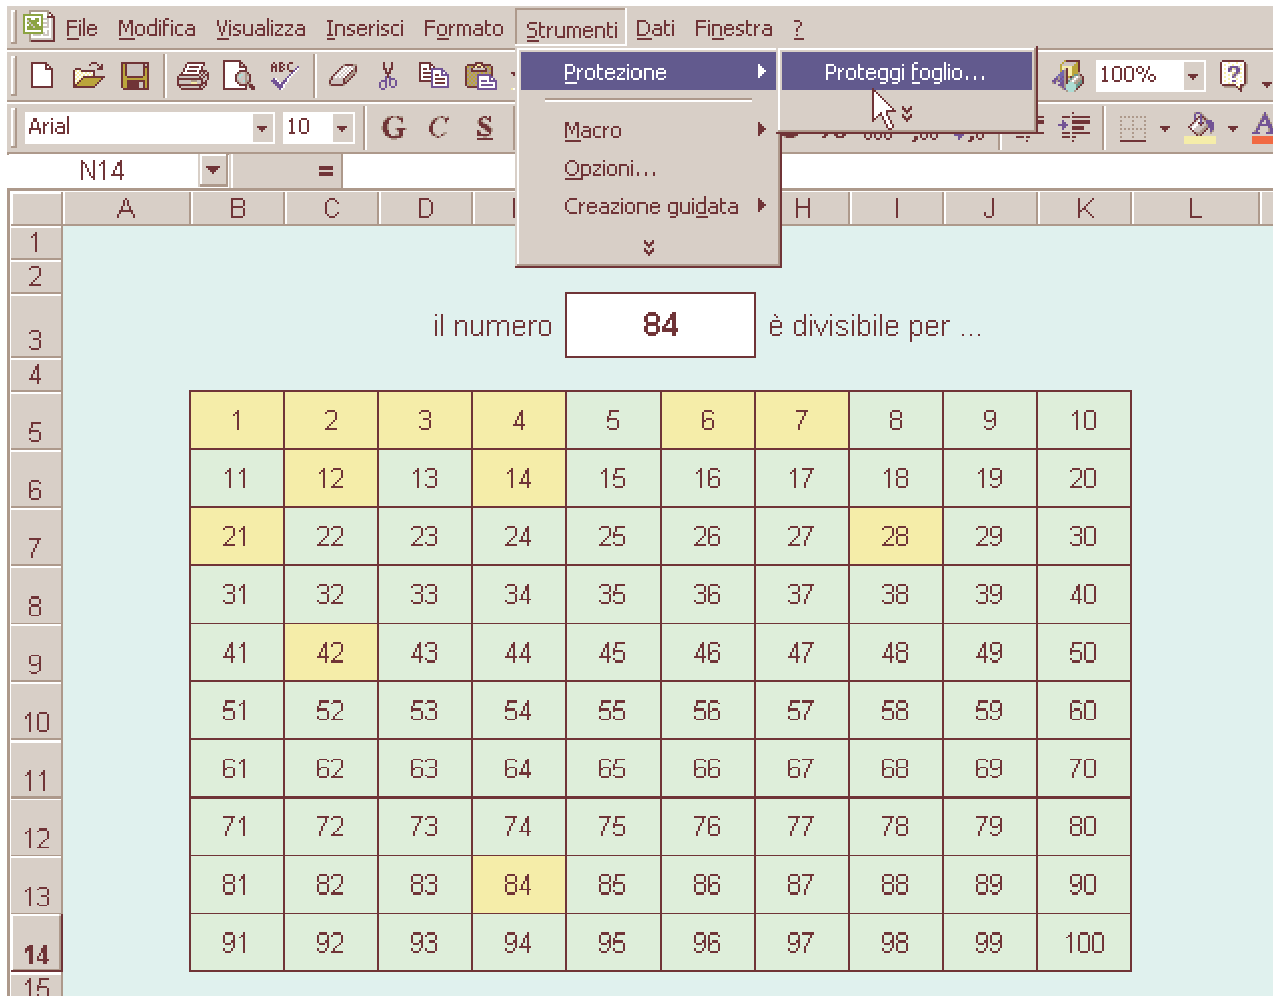 File Modifica Visualizza Inserisci Formato Strumenti Dati Finestra ?
ABC 100% ?
Protezione Proteggi foglio...
Arial 10 G C S
Macro
Opzioni...
Creazione guidata
N14 =
A B C D H I J K L
1
2
3 il numero 84 è divisibile per ...
4
5 1 2 3 4 5 6 7 8 9 10
6 11 12 13 14 15 16 17 18 19 20
7 21 22 23 24 25 26 27 28 29 30
8 31 32 33 34 35 36 37 38 39 40
9 41 42 43 44 45 46 47 48 49 50
10 51 52 53 54 55 56 57 58 59 60
11 61 62 63 64 65 66 67 68 69 70
12 71 72 73 74 75 76 77 78 79 80
13 81 82 83 84 85 86 87 88 89 90
14 91 92 93 94 95 96 97 98 99 100
15